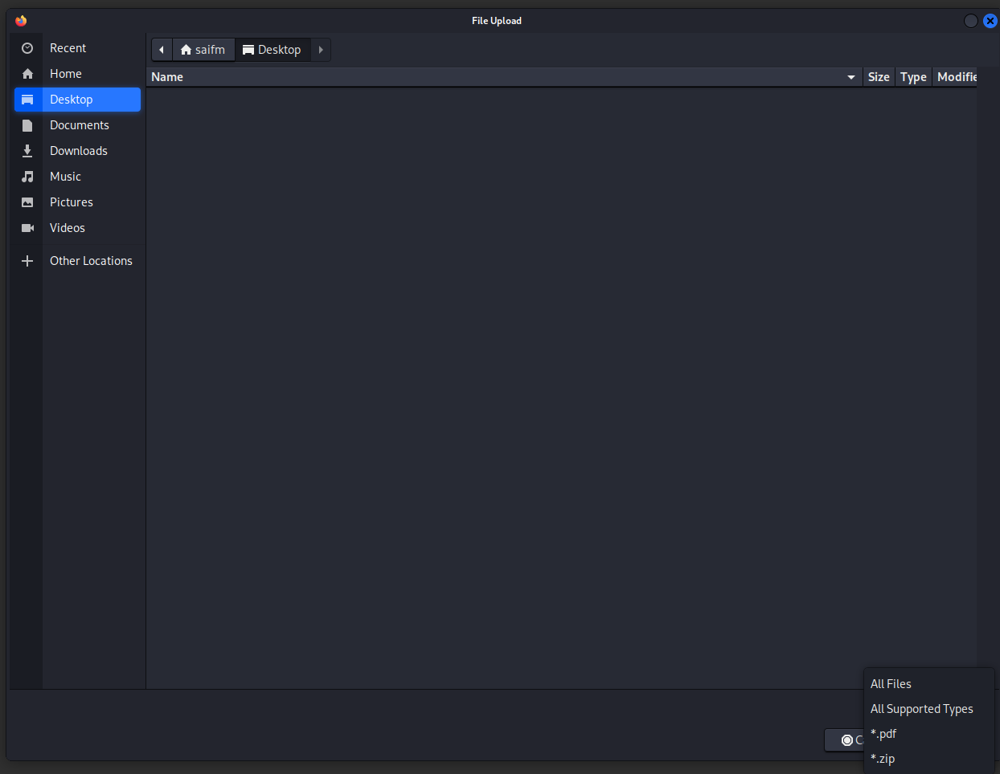 File Upload
Recent
Home
Desktop
Documents
Downloads
Music
Pictures
Videos
Other Locations
saifm
Desktop
Name
Size
Type
Modifie
All Files
All Supported Types
C
*.pdf
*.zip